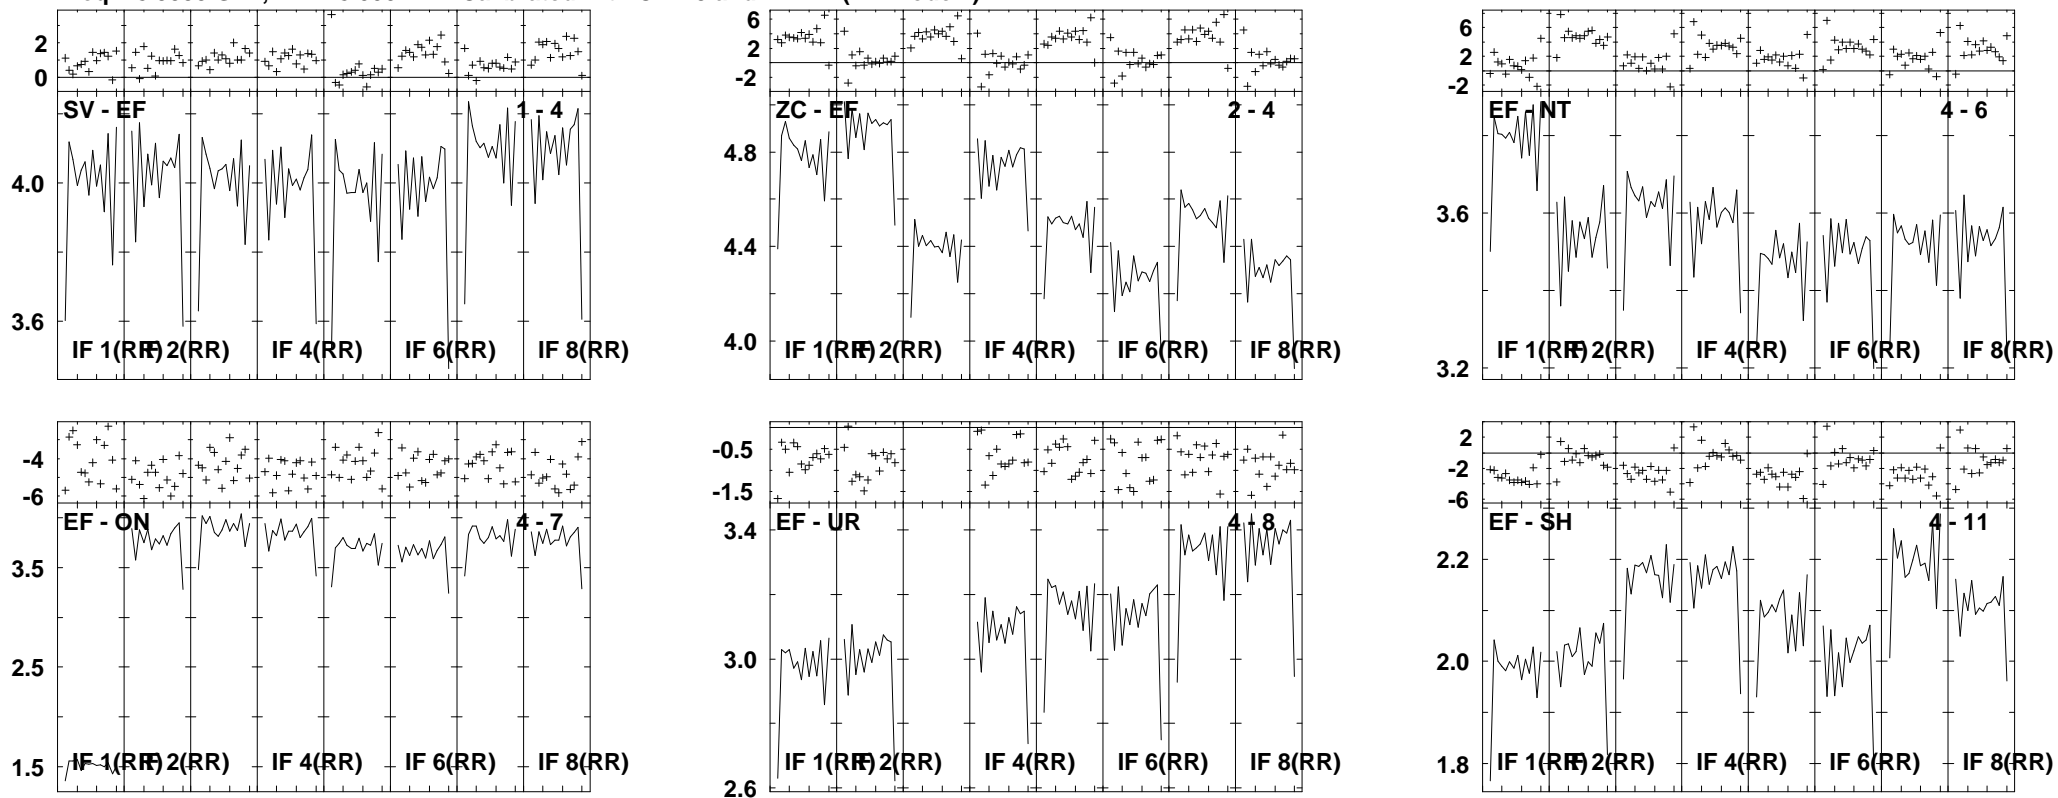 2
0
SV - EF
1 - 4
4.0
3.6
IF 1(RR)
IF 2(RR)
IF 4(RR)
IF 6(RR)
IF 8(RR)
6
2
-2
ZC - EF
2 - 4
4.8
4.4
4.0
IF 1(RR)
IF 2(RR)
IF 4(RR)
IF 6(RR)
IF 8(RR)
6
2
-2
EF - NT
4 - 6
3.6
3.2
IF 1(RR)
IF 2(RR)
IF 4(RR)
IF 6(RR)
IF 8(RR)
-4
-6
EF - ON
4 - 7
3.5
2.5
1.5
IF 1(RR)
IF 2(RR)
IF 4(RR)
IF 6(RR)
IF 8(RR)
-0.5
-1.5
EF - UR
4 - 8
3.4
3.0
2.6
IF 1(RR)
IF 2(RR)
IF 4(RR)
IF 6(RR)
IF 8(RR)
2
-2
-6
EF - SH
4 - 11
2.2
2.0
1.8
IF 1(RR)
IF 2(RR)
IF 4(RR)
IF 6(RR)
IF 8(RR)